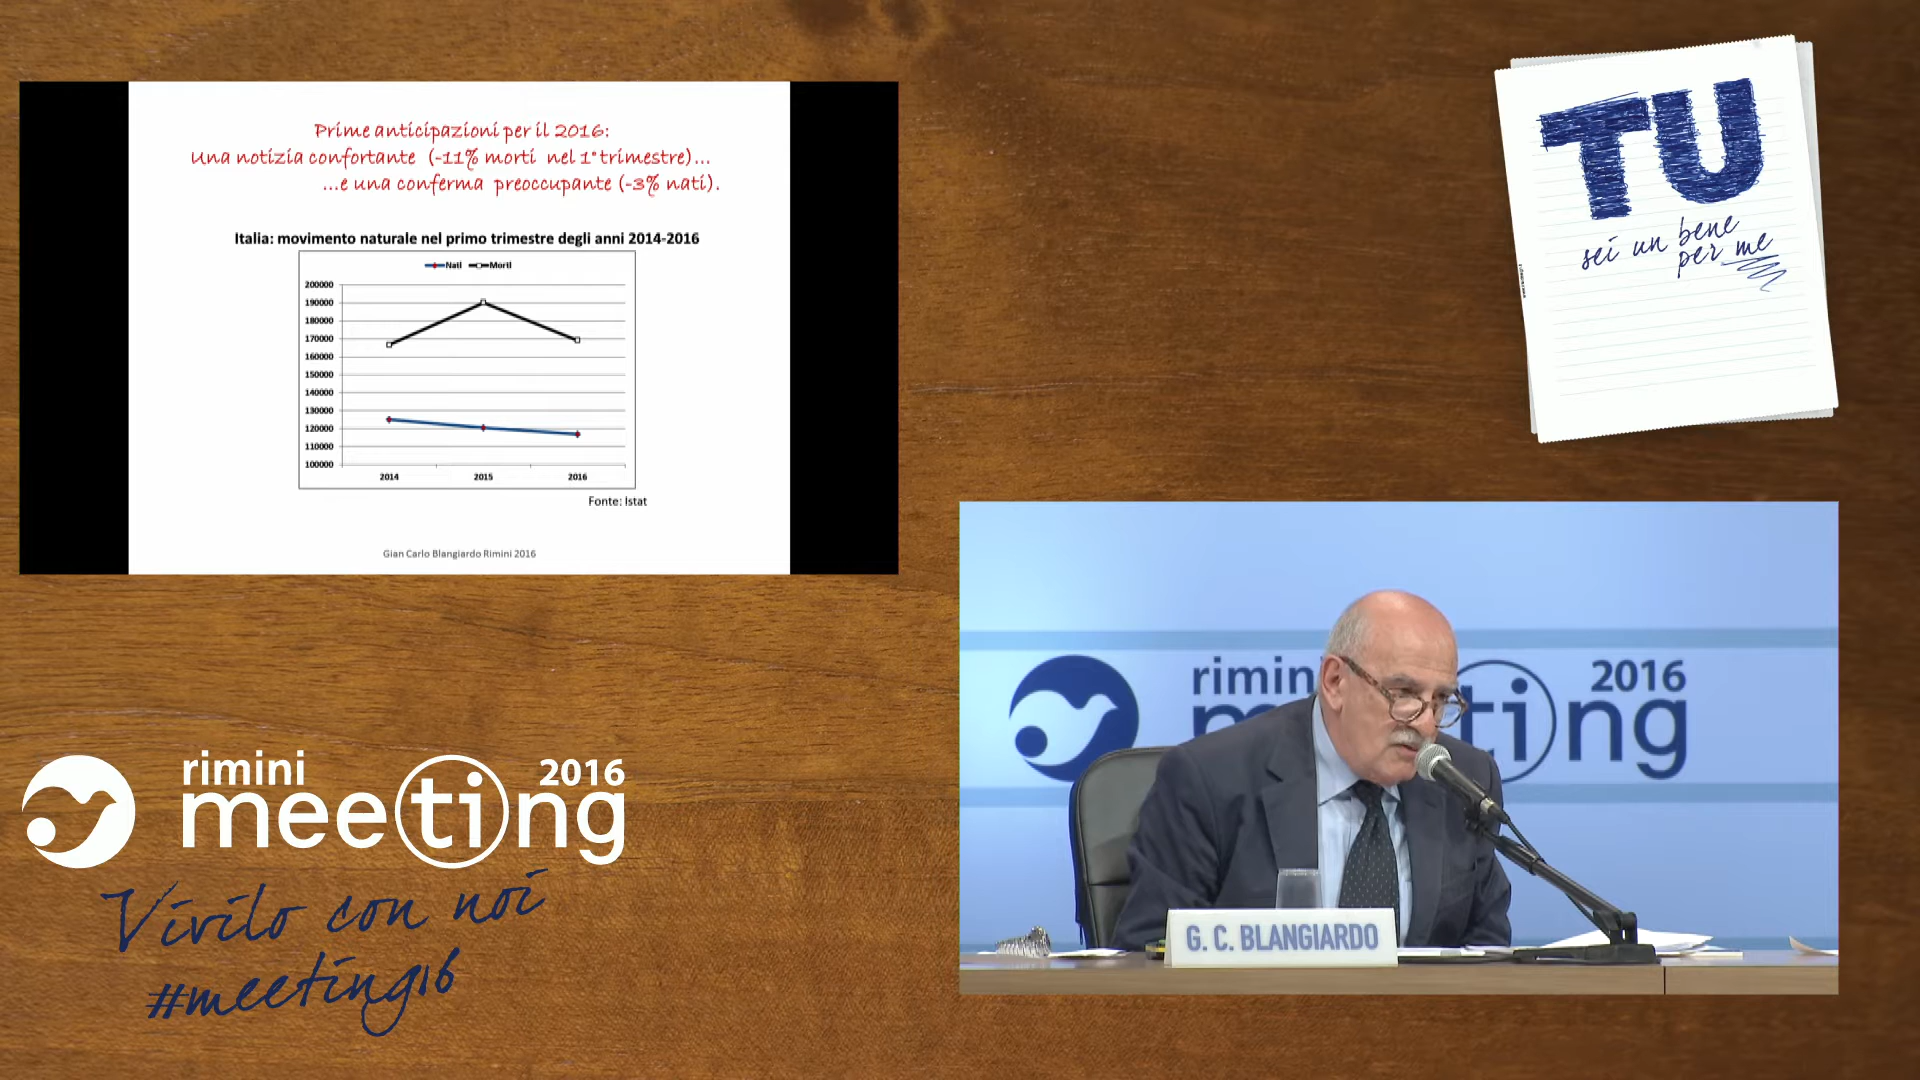 Prime anticipazioni per il 2016:
Una notizia confortante (-11% morti nel 1° trimestre)...
...e una conferma preoccupante (-3% nati).
Italia: movimento naturale nel primo trimestre degli anni 2014-2016
Nati Morti
200000
190000
180000
170000
160000
150000
140000
130000
120000
110000
100000
2014 2015 2016
Fonte: Istat
Gian Carlo Blangiardo Rimini 2016
TU
sei un bene
per me
rimini 2016
meeting
Vivilo con noi
#meeting16
rimin 2016
m ting
G. C. BLANGIARDO